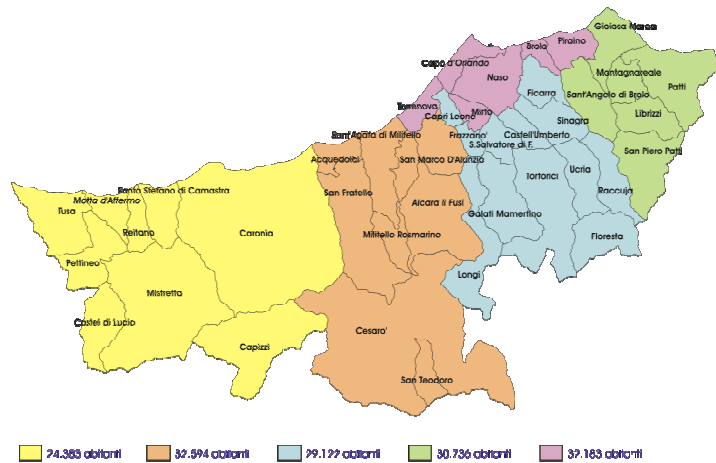 Gioiosa Marea
Piraino
Brolo
Capo d'Orlando
Naso
Montagnareale
Patti
Ficarra
Sant'Angelo di Brolo
Librizzi
Torrenova
Mirto
Capri Leone
Sinagra
Frazzano'
Castell'Umberto
Sant'Agata di Militello
S.Salvatore di F.
San Piero Patti
Acquedolci
San Marco D'Alunzio
Tortorici
Ucria
Raccuja
San Fratello
Santo Stefano di Camastra
Motta d'Affermo
Tusa
Alcara li Fusi
Galati Mamertino
Reitano
Caronia
Militello Rosmarino
Floresta
Pettineo
Longi
Mistretta
Castel di Lucio
Cesaro'
Capizzi
San Teodoro
24.383 abitanti
32.594 abitanti
29.122 abitanti
30.736 abitanti
37.183 abitanti